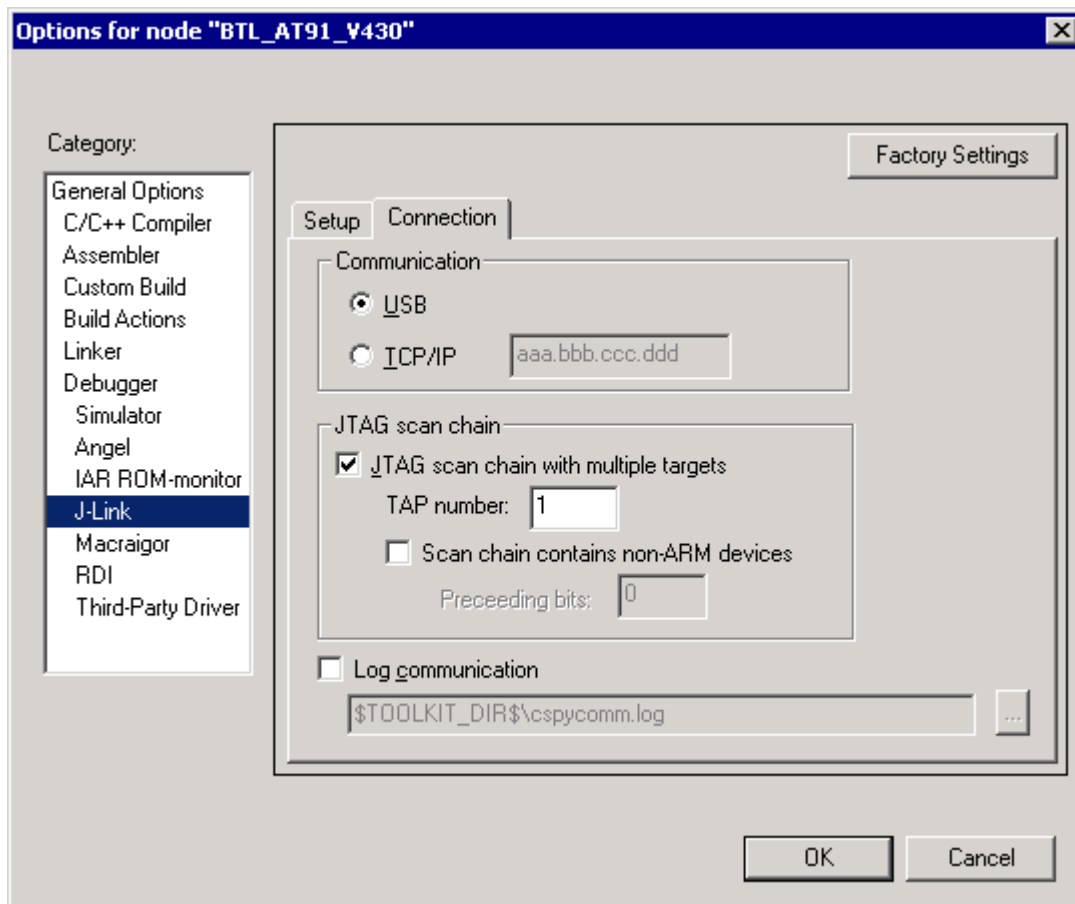 Options for node "BTL_AT91_V430"
Category:
General Options
C/C++ Compiler
Assembler
Custom Build
Build Actions
Linker
Debugger
Simulator
Angel
IAR ROM-monitor
J-Link
Macraigor
RDI
Third-Party Driver
Factory Settings
Setup Connection
Communication
USB
TCP/IP aaa.bbb.ccc.ddd
JTAG scan chain
JTAG scan chain with multiple targets
TAP number: 1
Scan chain contains non-ARM devices
Preceeding bits: 0
Log communication
$TOOLKIT_DIR$\cspycomm.log ...
OK Cancel